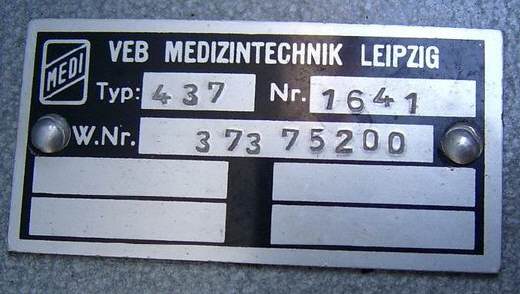 MEDI
VEB MEDIZINTECHNIK LEIPZIG
Typ: 437 Nr. 1641
W.Nr. 373 75200